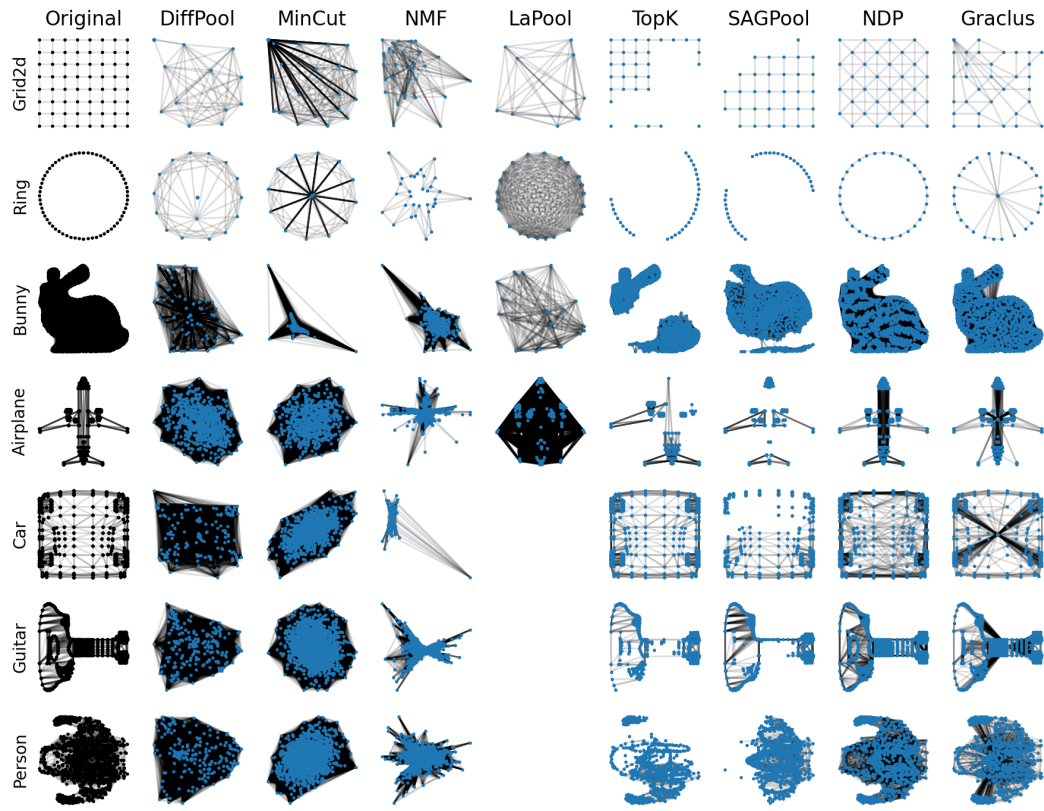 Original DiffPool MinCut NMF LaPool TopK SAGPool NDP Graclus
Grid2d
Ring
Bunny
Airplane
Car
Guitar
Person